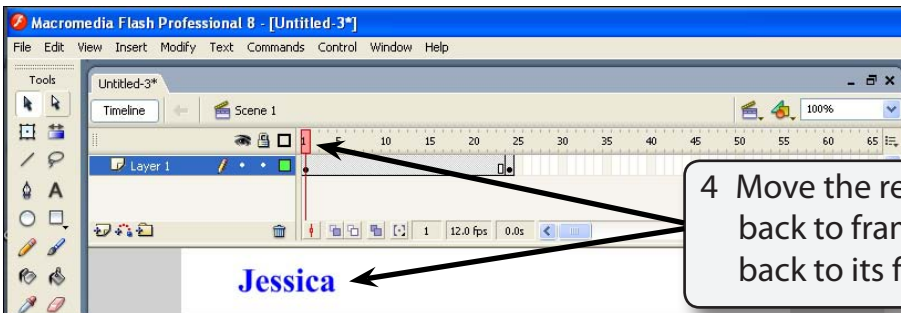 Macromedia Flash Professional 8 - [Untitled-3*]
File Edit View Insert Modify Text Commands Control Window Help
Tools
Untitled-3*
Timeline Scene 1 100%
1 5 10 15 20 25 30 35 40 45 50 55 60 65
Layer 1
1 12.0 fps 0.0s
4 Move the re
back to fran
back to its f
Jessica
A